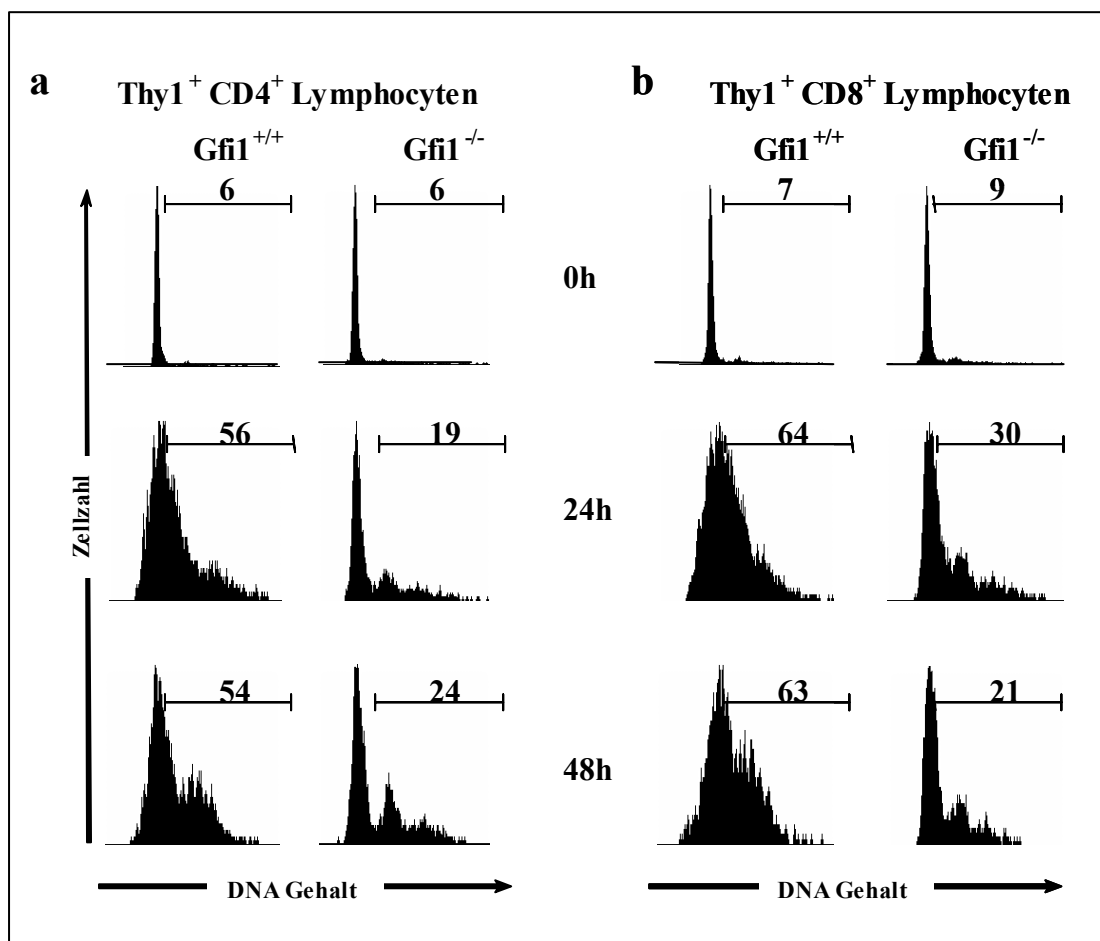 a Thy1+ CD4+ Lymphocyten
Gfi1+/+ Gfi1-/-
6 6
b Thy1+ CD8+ Lymphocyten
Gfi1+/+ Gfi1-/-
7 9
0h
56 19
64 30
24h
54 24
63 21
48h
Zellzahl
DNA Gehalt
DNA Gehalt